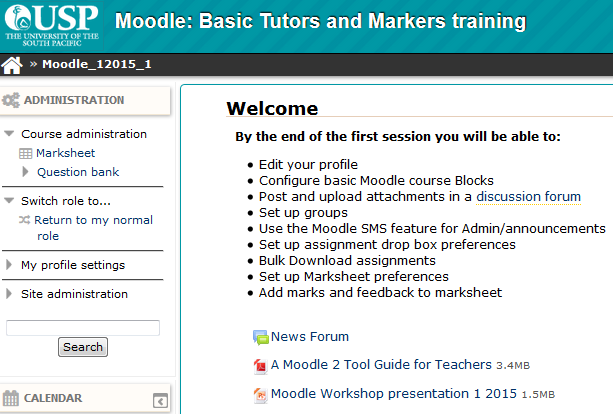 USP
THE UNIVERSITY OF THE
SOUTH PACIFIC
Moodle: Basic Tutors and Markers training
» Moodle_12015_1
ADMINISTRATION
Course administration
Marksheet
Question bank
Switch role to...
Return to my normal
role
My profile settings
Site administration
Search
CALENDAR
Welcome
By the end of the first session you will be able to:
• Edit your profile
• Configure basic Moodle course Blocks
• Post and upload attachments in a discussion forum
• Set up groups
• Use the Moodle SMS feature for Admin/announcements
• Set up assignment drop box preferences
• Bulk Download assignments
• Set up Marksheet preferences
• Add marks and feedback to marksheet
News Forum
A Moodle 2 Tool Guide for Teachers 3.4MB
Moodle Workshop presentation 1 2015 1.5MB